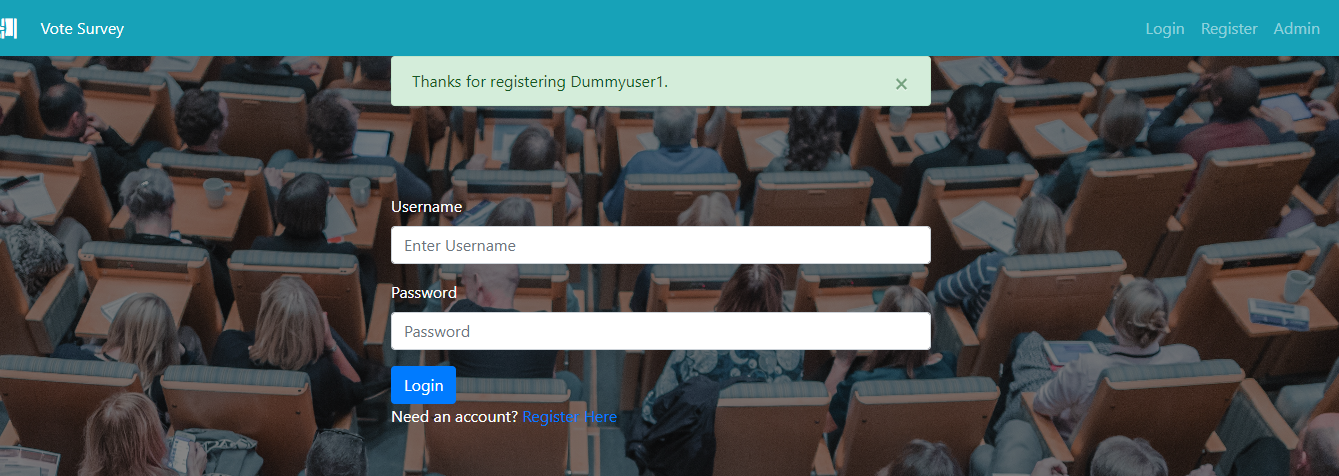 Vote Survey
Login Register Admin
Thanks for registering Dummyuser1. ×
Username
Enter Username
Password
Password
Login
Need an account? Register Here